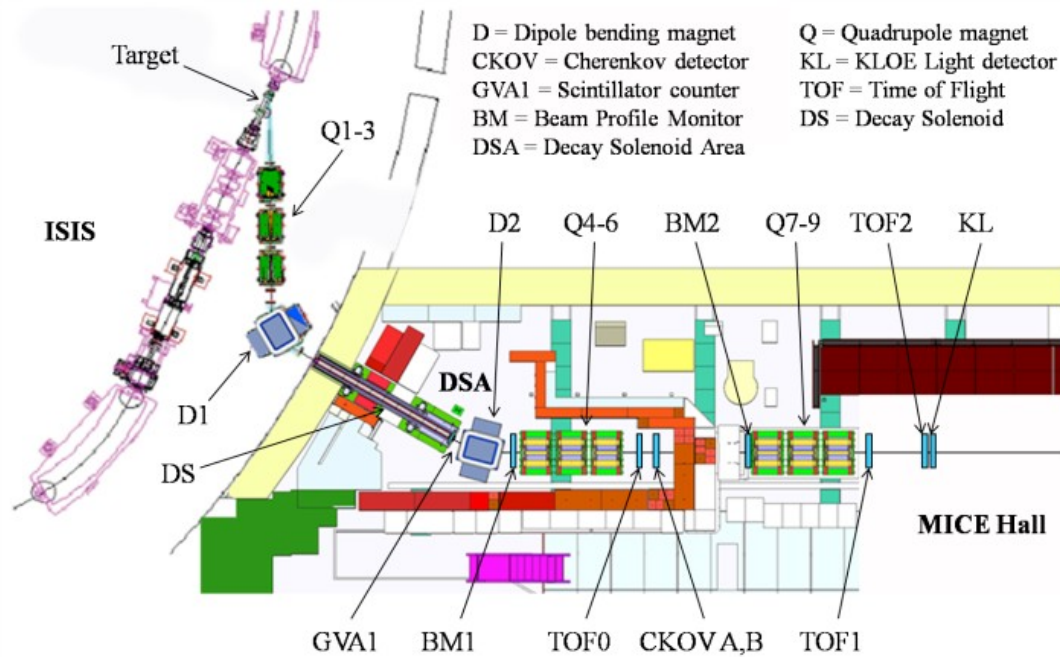 D = Dipole bending magnet
CKOV = Cherenkov detector
GVA1 = Scintillator counter
BM = Beam Profile Monitor
DSA = Decay Solenoid Area
Q = Quadrupole magnet
KL = KLOE Light detector
TOF = Time of Flight
DS = Decay Solenoid
Target
Q1-3
ISIS
D2
Q4-6
BM2
Q7-9
TOF2
KL
DSA
D1
DS
MICE Hall
GVA1
BM1
TOF0
CKOV A,B
TOF1